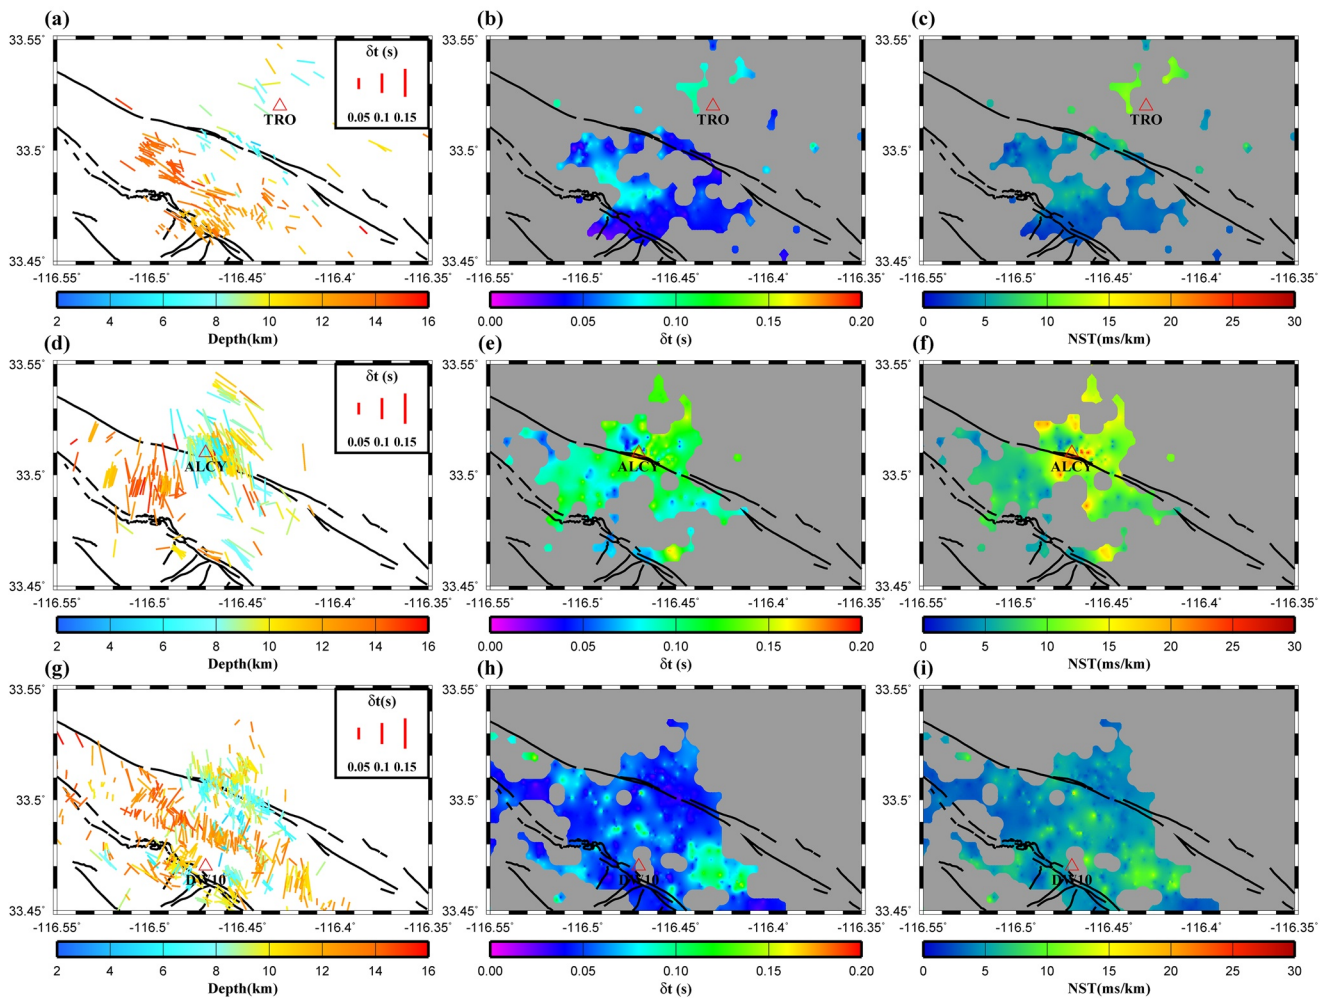 (a) (b) (c)
33.55° 33.55° 33.55°
δt (s)
0.05 0.1 0.15
TRO TRO TRO
33.5° 33.5° 33.5°
33.45° 33.45° 33.45°
-116.55 -116.5 -116.45 -116.4° -116.35 -116.55 -116.5 -116.45 -116.4° -116.35 -116.55 -116.5 -116.45 -116.4° -116.35
2 4 6 8 10 12 14 16 0.00 0.05 0.10 0.15 0.20 0 5 10 15 20 25 30
Depth(km) δt (s) NST(ms/km)
(d) (e) (f)
33.55° 33.55° 33.55°
δt (s)
0.05 0.1 0.15
ALCY ALCY ALCY
33.5° 33.5° 33.5°
33.45° 33.45° 33.45°
-116.55 -116.5 -116.45 -116.4° -116.35 -116.55 -116.5 -116.45 -116.4° -116.35 -116.55 -116.5 -116.45 -116.4° -116.35
2 4 6 8 10 12 14 16 0.00 0.05 0.10 0.15 0.20 0 5 10 15 20 25 30
Depth(km) δt (s) NST(ms/km)
(g) (h) (i)
33.55° 33.55° 33.55°
δt(s)
0.05 0.1 0.15
33.5° 33.5° 33.5°
DW10 DW10 DW10
33.45° 33.45° 33.45°
-116.55 -116.5 -116.45 -116.4° -116.35 -116.55 -116.5 -116.45 -116.4° -116.35 -116.55 -116.5 -116.45 -116.4° -116.35
2 4 6 8 10 12 14 16 0.00 0.05 0.10 0.15 0.20 0 5 10 15 20 25 30
Depth(km) δt (s) NST(ms/km)